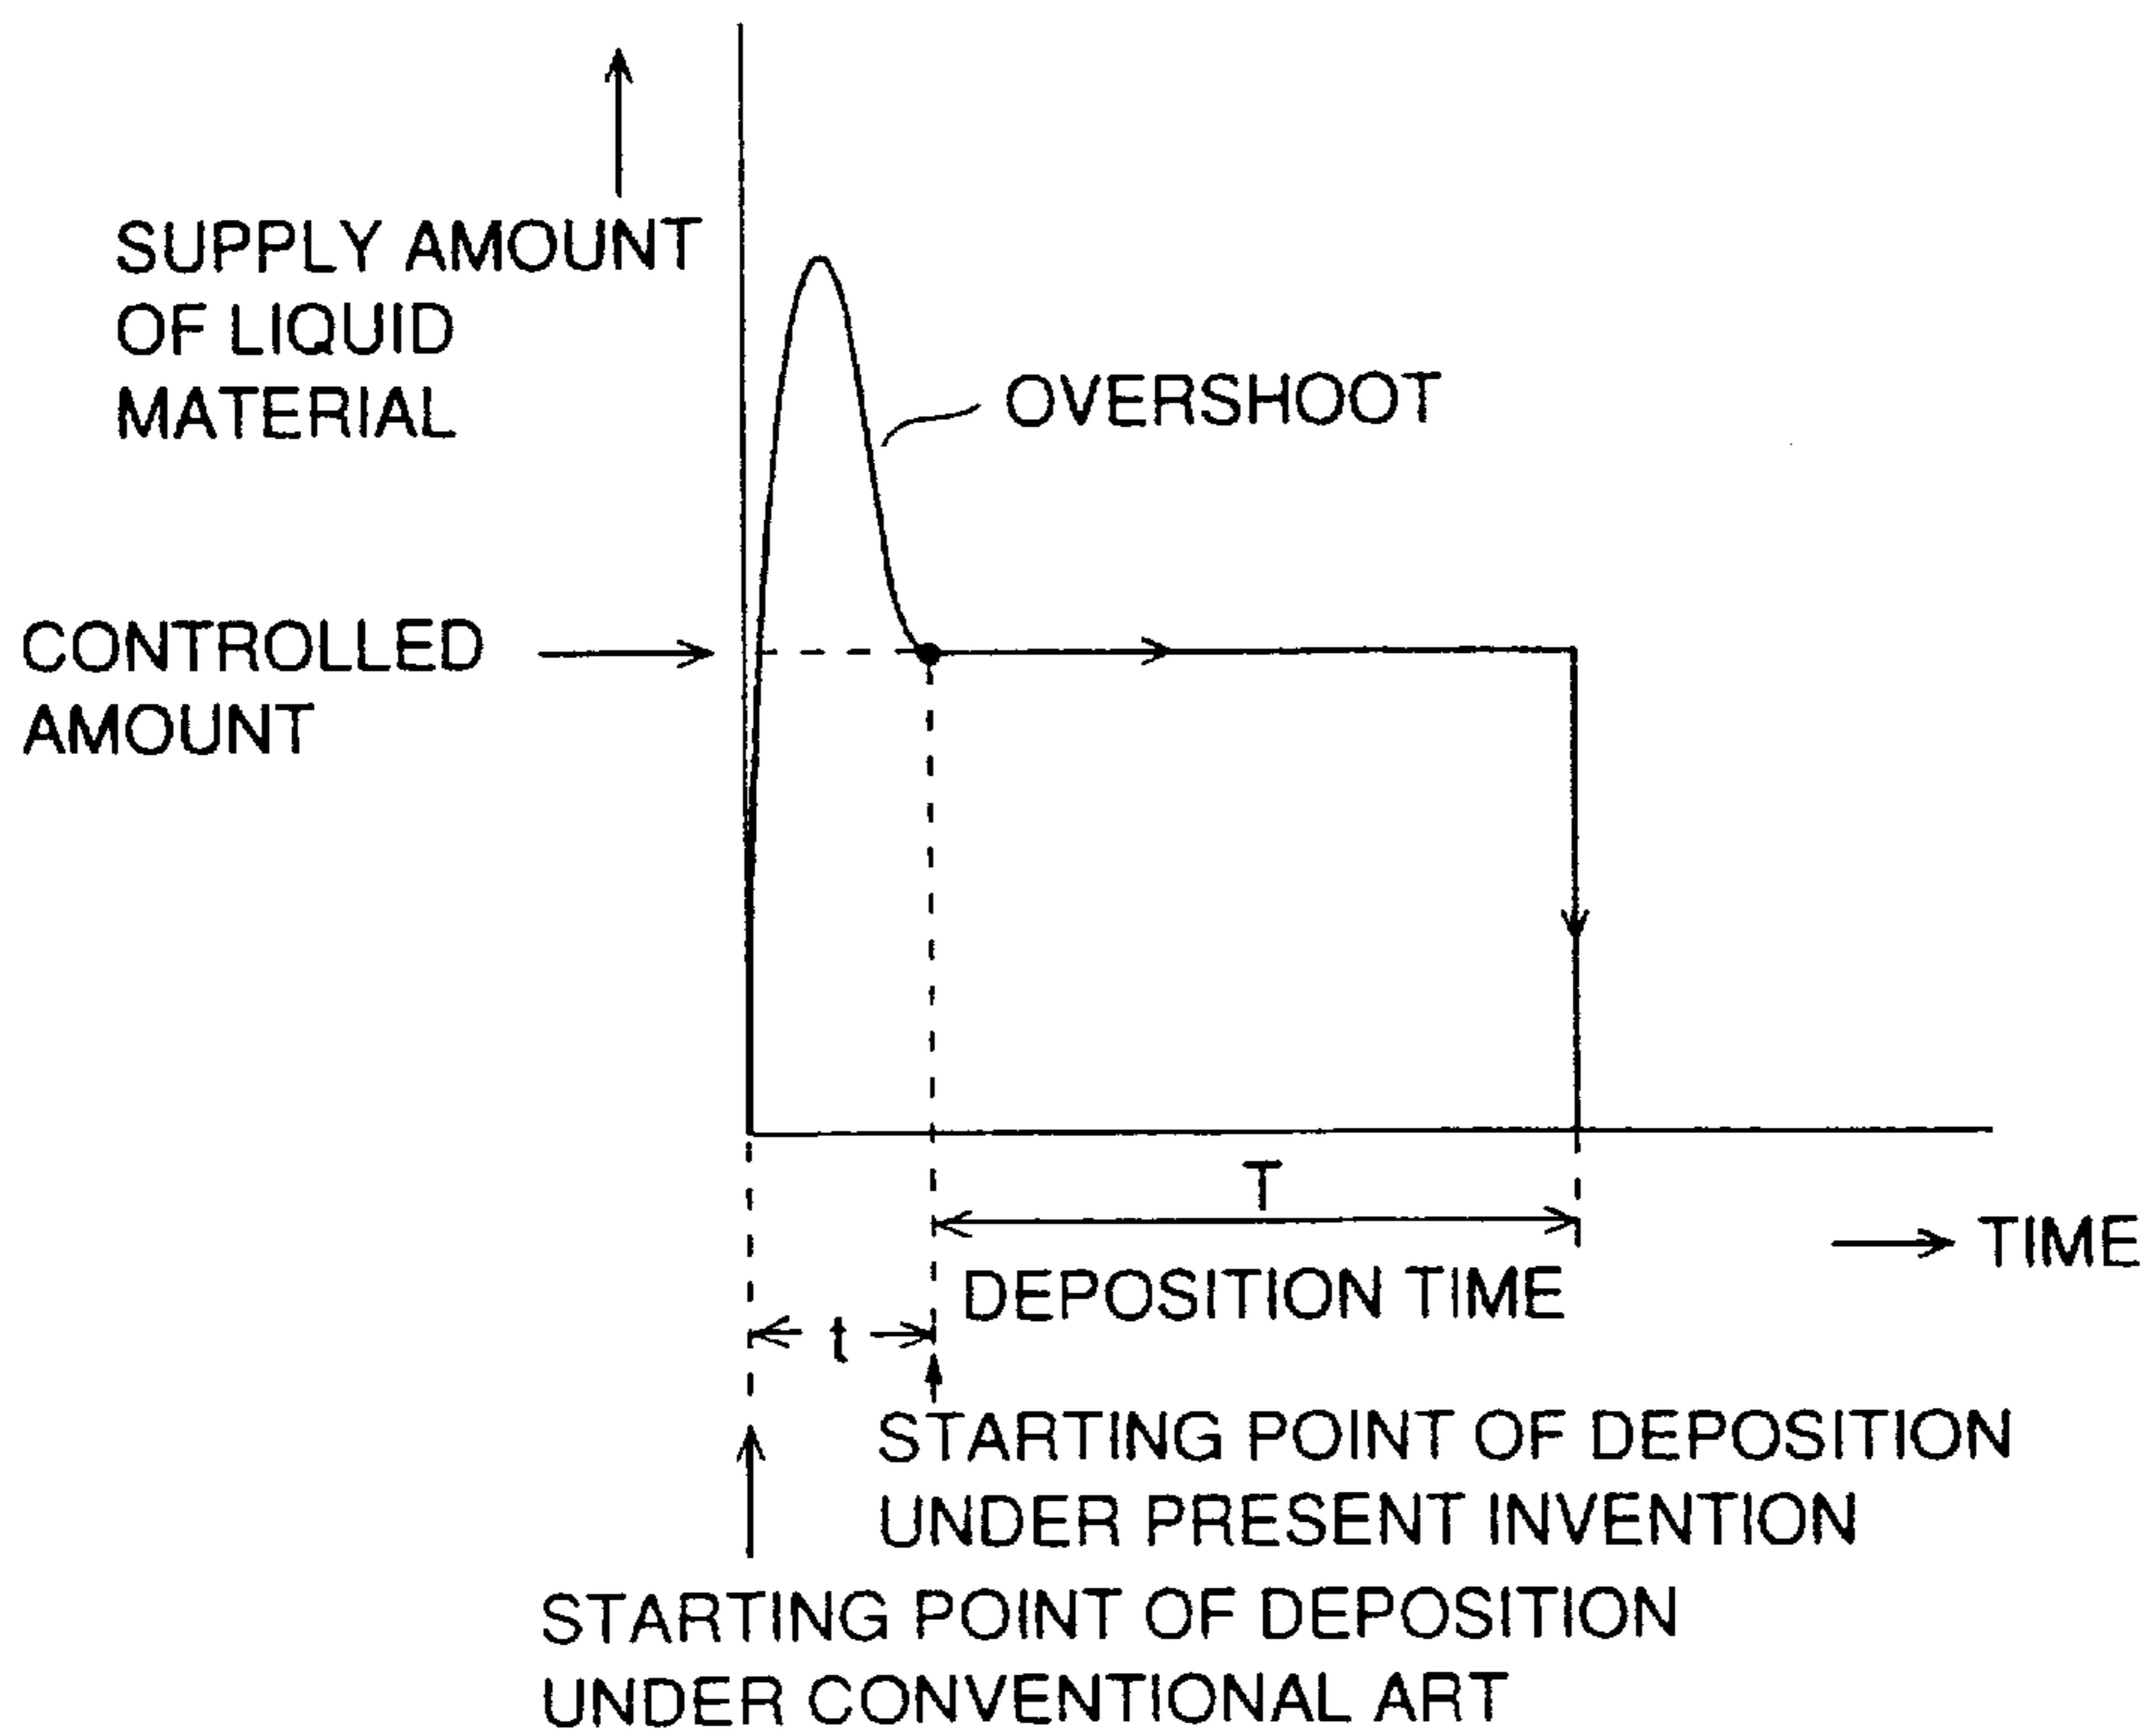 SUPPLY AMOUNT
OF LIQUID
MATERIAL
OVERSHOOT
CONTROLLED
AMOUNT
T
TIME
DEPOSITION TIME
t
STARTING POINT OF DEPOSITION
UNDER PRESENT INVENTION
STARTING POINT OF DEPOSITION
UNDER CONVENTIONAL ART